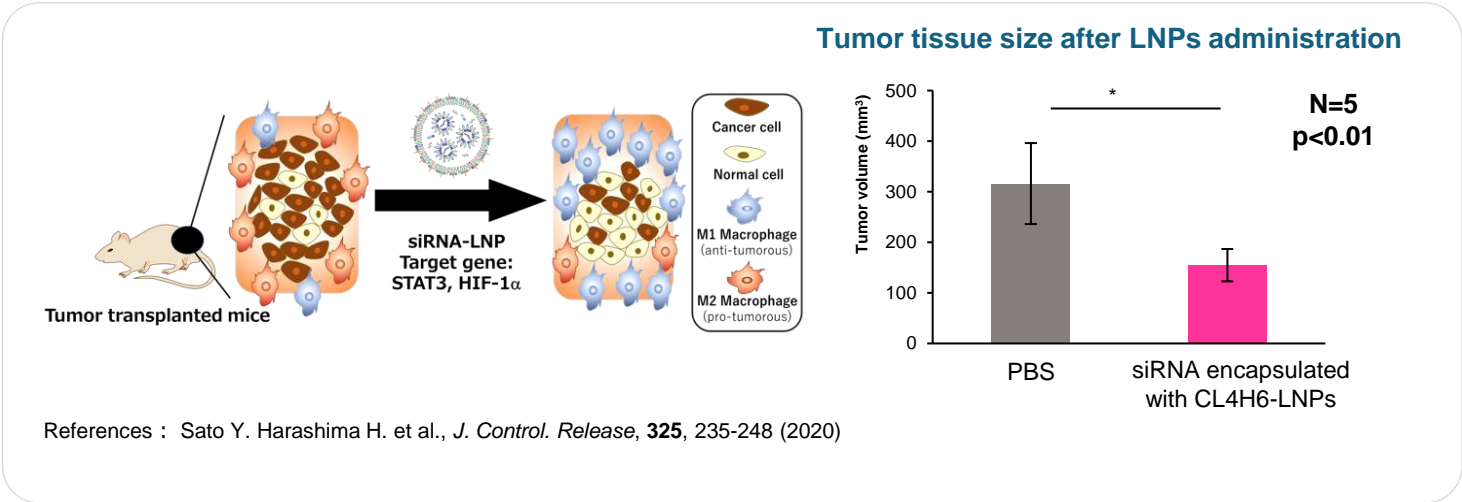 Tumor tissue size after LNPs administration
Tumor transplanted mice
siRNA-LNP
Target gene:
STAT3, HIF-1α
Cancer cell
Normal cell
M1 Macrophage
(anti-tumorous)
M2 Macrophage
(pro-tumorous)
Tumor volume (mm³)
500
400
300
200
100
0
*
N=5
p<0.01
PBS
siRNA encapsulated
with CL4H6-LNPs
References : Sato Y. Harashima H. et al., J. Control. Release, 325, 235-248 (2020)